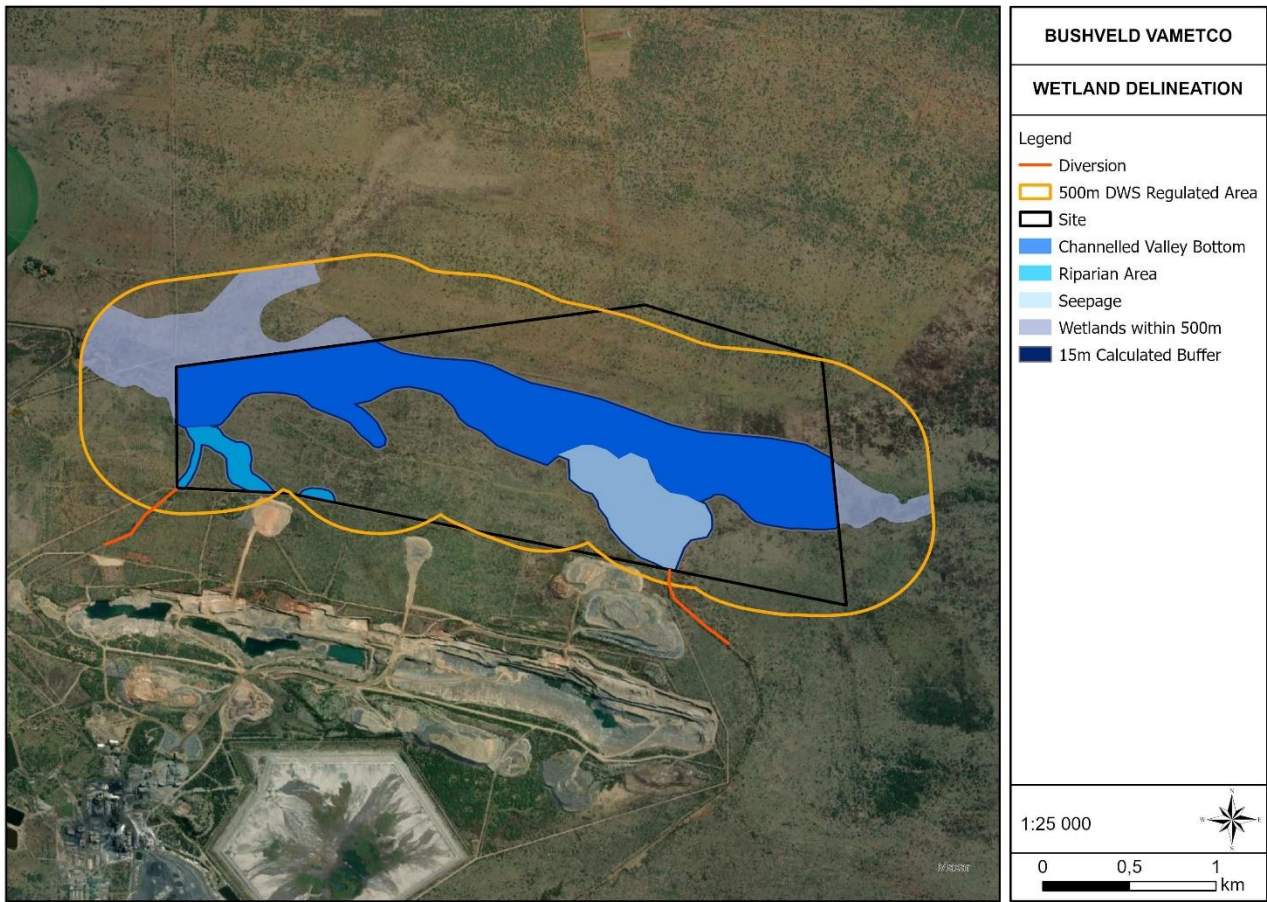 BUSHVELD VAMETCO
WETLAND DELINEATION
Legend
Diversion
500m DWS Regulated Area
Site
Channelled Valley Bottom
Riparian Area
Seepage
Wetlands within 500m
15m Calculated Buffer
Maxar
1:25 000
N
W E
S
0 0,5 1
km